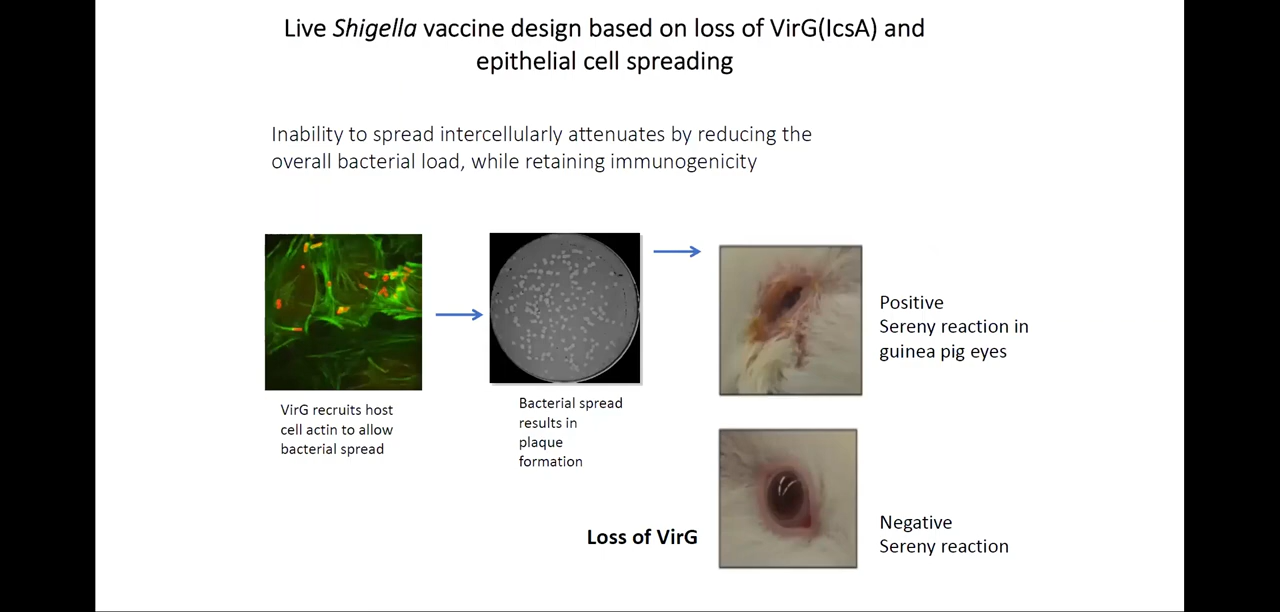 Live Shigella vaccine design based on loss of VirG(IcsA) and
epithelial cell spreading
Inability to spread intercellularly attenuates by reducing the
overall bacterial load, while retaining immunogenicity
VirG recruits host
cell actin to allow
bacterial spread
Bacterial spread
results in
plaque
formation
Positive
Sereny reaction in
guinea pig eyes
Loss of VirG
Negative
Sereny reaction